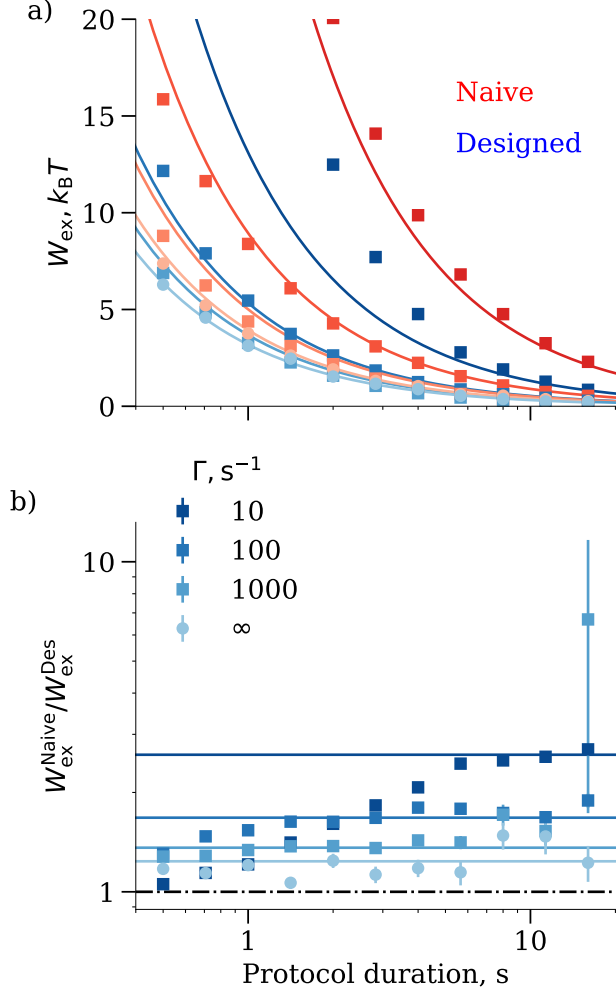 a)
20
15
10
5
0
W_ex, k_B T
Naive
Designed
b)
Γ, s⁻¹
10
100
1000
∞
10
1
W_ex^Naive/W_ex^Des
1
10
Protocol duration, s